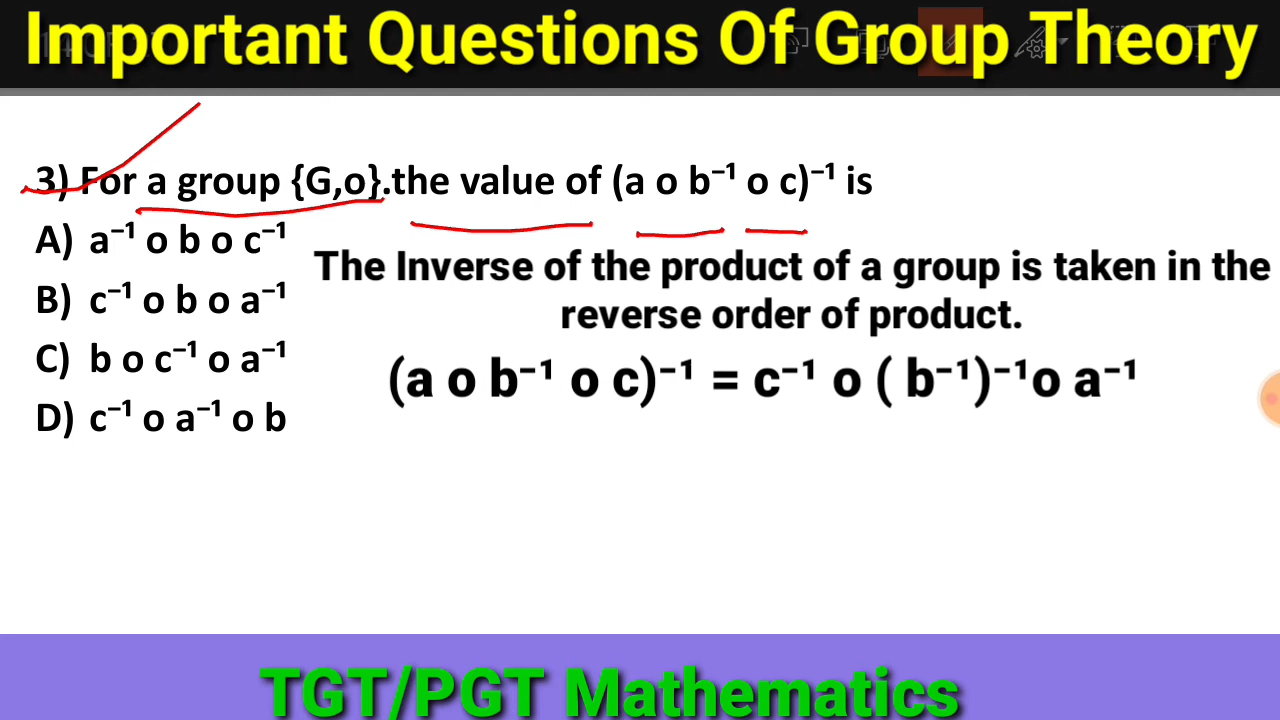 Important Questions Of Group Theory
3) For a group {G,o}.the value of (a o b⁻¹ o c)⁻¹ is
A) a⁻¹ o b o c⁻¹
B) c⁻¹ o b o a⁻¹
C) b o c⁻¹ o a⁻¹
D) c⁻¹ o a⁻¹ o b
The Inverse of the product of a group is taken in the
reverse order of product.
(a o b⁻¹ o c)⁻¹ = c⁻¹ o ( b⁻¹)⁻¹o a⁻¹
TGT/PGT Mathematics